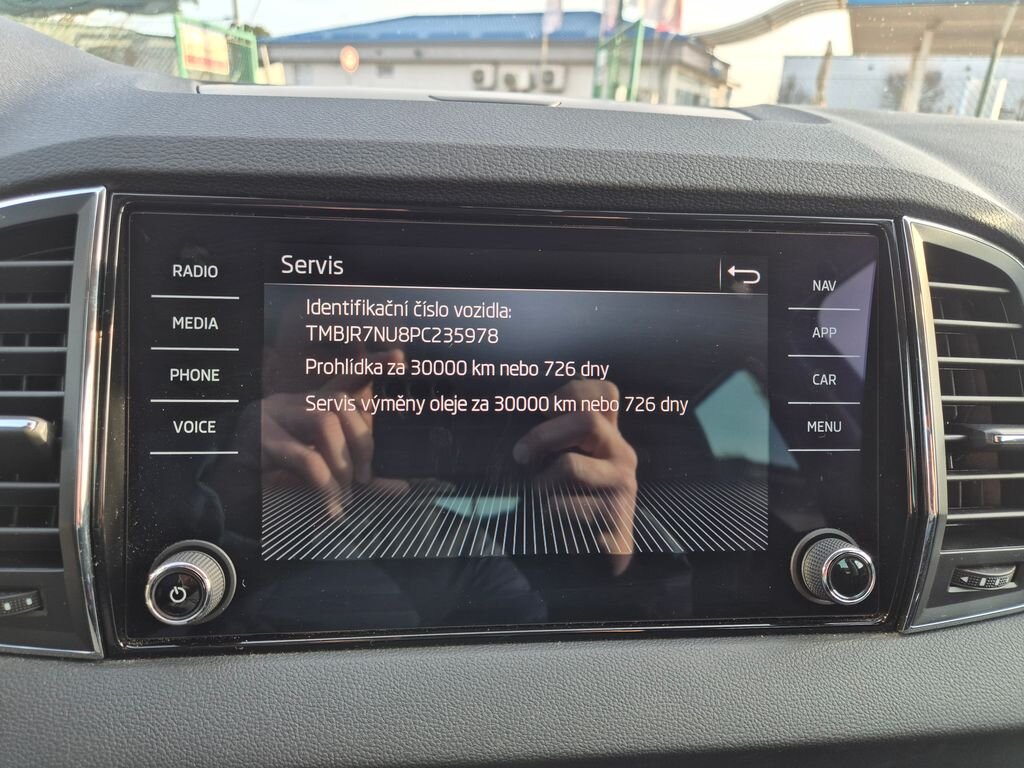 RADIO
MEDIA
PHONE
VOICE
Servis
Identifikační číslo vozidla:
TMBJR7NU8PC235978
Prohlídka za 30000 km nebo 726 dny
Servis výměny oleje za 30000 km nebo 726 dny
NAV
APP
CAR
MENU